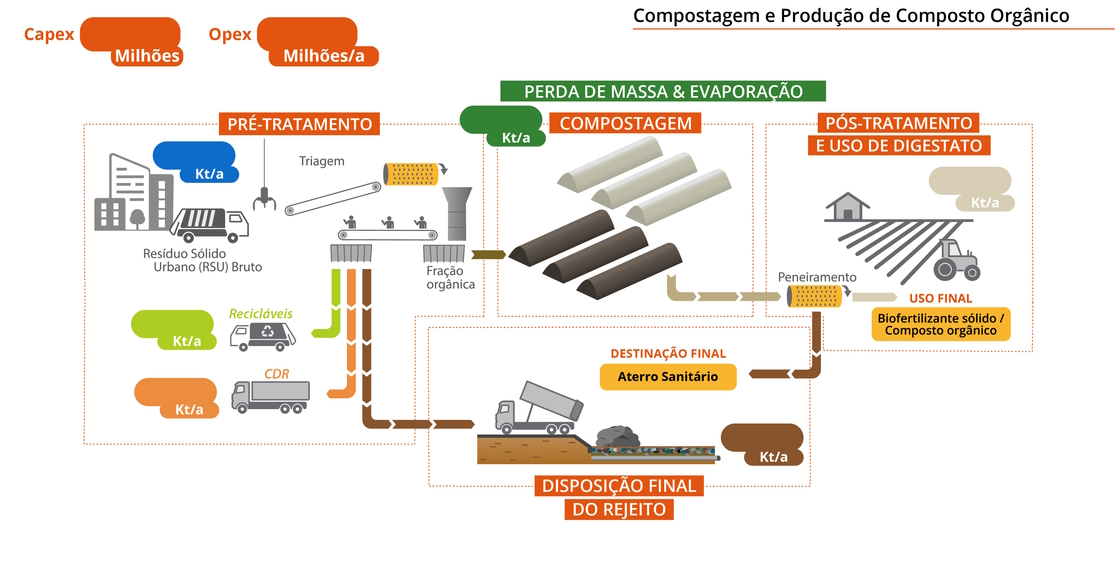 Compostagem e Produção de Composto Orgânico
Capex
Milhões
Opex
Milhões/a
PERDA DE MASSA & EVAPORAÇÃO
Kt/a
PRÉ-TRATAMENTO
Kt/a
Triagem
Resíduo Sólido
Urbano (RSU) Bruto
Fração
orgânica
Recicláveis
Kt/a
CDR
Kt/a
COMPOSTAGEM
PÓS-TRATAMENTO
E USO DE DIGESTATO
Kt/a
Peneiramento
USO FINAL
Biofertilizante sólido /
Composto orgânico
DESTINAÇÃO FINAL
Aterro Sanitário
Kt/a
DISPOSIÇÃO FINAL
DO REJEITO